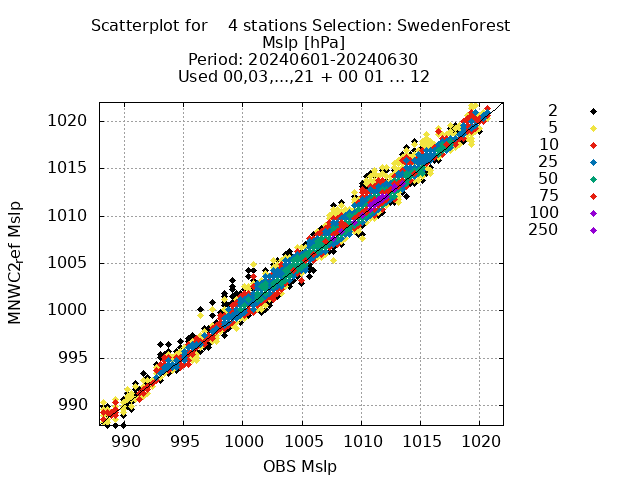 Scatterplot for 4 stations Selection: SwedenForest
Mslp [hPa]
Period: 20240601-20240630
Used 00,03,...,21 + 00 01 ... 12
2
5
10
25
50
75
100
250
1020
1015
1010
1005
1000
995
990
990 995 1000 1005 1010 1015 1020
OBS Mslp